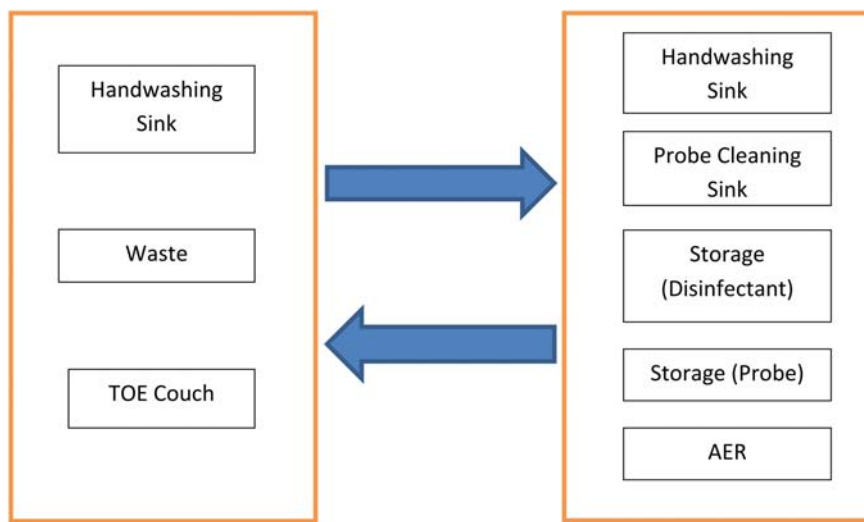 Handwashing
Sink
Waste
TOE Couch
Handwashing
Sink
Probe Cleaning
Sink
Storage
(Disinfectant)
Storage (Probe)
AER